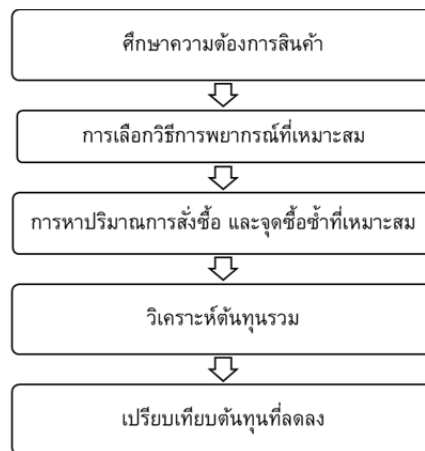 ศึกษาความต้องการสินค้า
การเลือกวิธีการพยากรณ์ที่เหมาะสม
การหาปริมาณการสั่งซื้อ และจุดซื้อซ้ำที่เหมาะสม
วิเคราะห์ต้นทุนรวม
เปรียบเทียบต้นทุนที่ลดลง